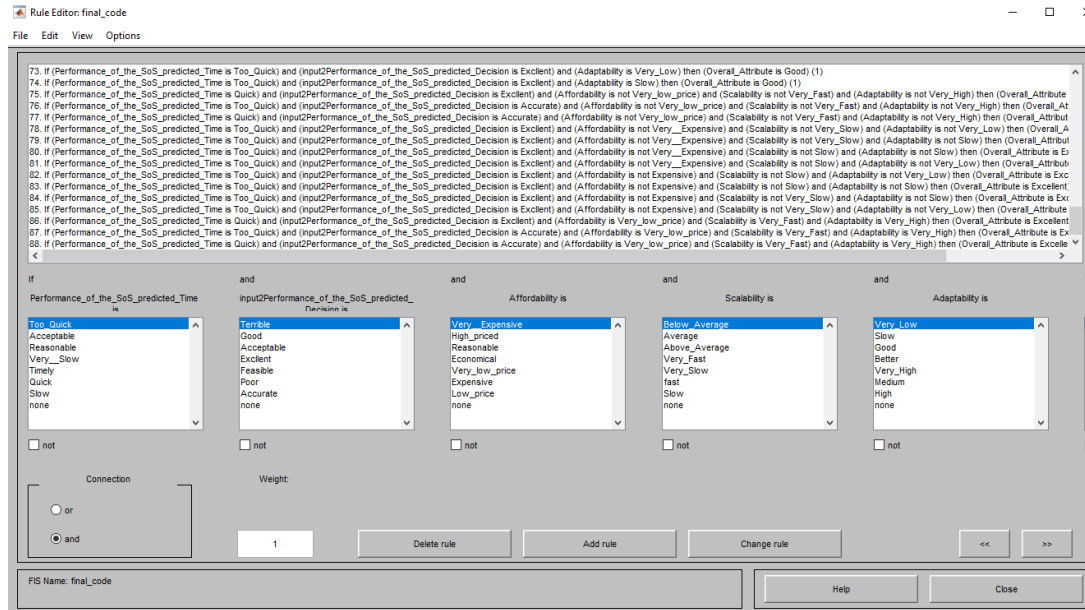 Rule Editor: final_code
File Edit View Options
73. If (Performance_of_the_SoS_predicted_Time is Too_Quick) and (input2Performance_of_the_SoS_predicted_Decision is Exclent) and (Adaptability is Very_Low) then (Overall_Attribute is Good) (1)
74. If (Performance_of_the_SoS_predicted_Time is Too_Quick) and (input2Performance_of_the_SoS_predicted_Decision is Exclent) and (Adaptability is Slow) then (Overall_Attribute is Good) (1)
75. If (Performance_of_the_SoS_predicted_Time is Too_Quick) and (input2Performance_of_the_SoS_predicted_Decision is Exclent) and (Affordability is not Very_low_price) and (Scalability is not Very_Fast) and (Adaptability is not Very_High) then (Overall_Attribute
76. If (Performance_of_the_SoS_predicted_Time is Too_Quick) and (input2Performance_of_the_SoS_predicted_Decision is Accurate) and (Affordability is not Very_low_price) and (Scalability is not Very_Fast) and (Adaptability is not Very_High) then (Overall_At
77. If (Performance_of_the_SoS_predicted_Time is Quick) and (input2Performance_of_the_SoS_predicted_Decision is Accurate) and (Affordability is not Very_low_price) and (Scalability is not Very_Fast) and (Adaptability is not Very_High) then (Overall_Attribut
78. If (Performance_of_the_SoS_predicted_Time is Too_Quick) and (input2Performance_of_the_SoS_predicted_Decision is Exclent) and (Affordability is not Very__Expensive) and (Scalability is not Very_Slow) and (Adaptability is not Very_Low) then (Overall_A
79. If (Performance_of_the_SoS_predicted_Time is Too_Quick) and (input2Performance_of_the_SoS_predicted_Decision is Exclent) and (Affordability is not Very__Expensive) and (Scalability is not Very_Slow) and (Adaptability is not Slow) then (Overall_Attribut
80. If (Performance_of_the_SoS_predicted_Time is Too_Quick) and (input2Performance_of_the_SoS_predicted_Decision is Exclent) and (Affordability is not Very__Expensive) and (Scalability is not Slow) and (Adaptability is not Slow) then (Overall_Attribute is
81. If (Performance_of_the_SoS_predicted_Time is Too_Quick) and (input2Performance_of_the_SoS_predicted_Decision is Exclent) and (Affordability is not Very__Expensive) and (Scalability is not Slow) and (Adaptability is not Very_Low) then (Overall_Attribut
82. If (Performance_of_the_SoS_predicted_Time is Too_Quick) and (input2Performance_of_the_SoS_predicted_Decision is Exclent) and (Affordability is not Expensive) and (Scalability is not Slow) and (Adaptability is not Very_Low) then (Overall_Attribute is Exc
83. If (Performance_of_the_SoS_predicted_Time is Too_Quick) and (input2Performance_of_the_SoS_predicted_Decision is Exclent) and (Affordability is not Expensive) and (Scalability is not Slow) and (Adaptability is not Slow) then (Overall_Attribute is Excellent
84. If (Performance_of_the_SoS_predicted_Time is Too_Quick) and (input2Performance_of_the_SoS_predicted_Decision is Exclent) and (Affordability is not Expensive) and (Scalability is not Very_Slow) and (Adaptability is not Slow) then (Overall_Attribute is Exc
85. If (Performance_of_the_SoS_predicted_Time is Too_Quick) and (input2Performance_of_the_SoS_predicted_Decision is Exclent) and (Affordability is not Expensive) and (Scalability is not Very_Slow) and (Adaptability is not Very_Low) then (Overall_Attribute
86. If (Performance_of_the_SoS_predicted_Time is Quick) and (input2Performance_of_the_SoS_predicted_Decision is Exclent) and (Affordability is Very_low_price) and (Scalability is Very_Fast) and (Adaptability is Very_High) then (Overall_Attribute is Excellent
87. If (Performance_of_the_SoS_predicted_Time is Too_Quick) and (input2Performance_of_the_SoS_predicted_Decision is Accurate) and (Affordability is Very_low_price) and (Scalability is Very_Fast) and (Adaptability is Very_High) then (Overall_Attribute is Ex
88. If (Performance_of_the_SoS_predicted_Time is Quick) and (input2Performance_of_the_SoS_predicted_Decision is Accurate) and (Affordability is Very_low_price) and (Scalability is Very_Fast) and (Adaptability is Very_High) then (Overall_Attribute is Excelle
If and and and and
Performance_of_the_SoS_predicted_Time is
input2Performance_of_the_SoS_predicted_
Decision is
Affordability is
Scalability is
Adaptability is
Too_Quick
Acceptable
Reasonable
Very__Slow
Timely
Quick
Slow
none
Terrible
Good
Acceptable
Exclent
Feasible
Poor
Accurate
none
Very__Expensive
High_priced
Reasonable
Economical
Very_low_price
Expensive
Low_price
none
Below_Average
Average
Above_Average
Very_Fast
Very_Slow
fast
Slow
none
Very_Low
Slow
Good
Better
Very_High
Medium
High
none
not not not not not
Connection
or
and
Weight:
1
Delete rule Add rule Change rule << >>
FIS Name: final_code
Help Close